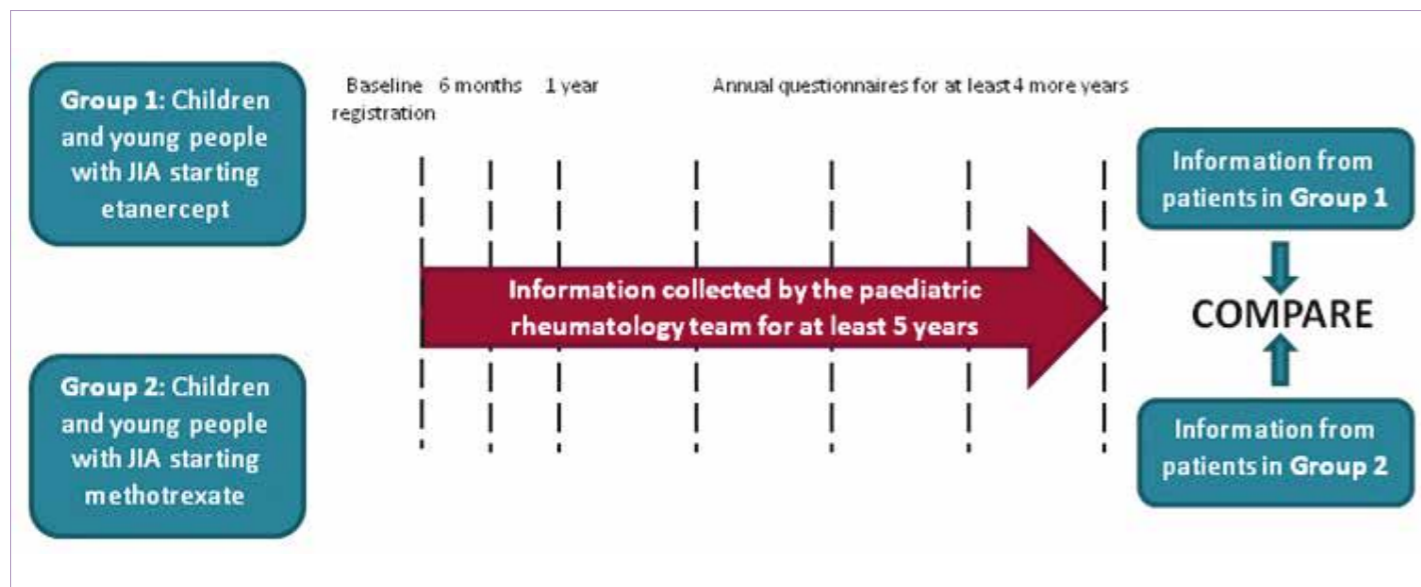 Group 1: Children
and young people
with JIA starting
etanercept
Group 2: Children
and young people
with JIA starting
methotrexate
Baseline
registration
6 months
1 year
Annual questionnaires for at least 4 more years
Information collected by the paediatric
rheumatology team for at least 5 years
Information from
patients in Group 1
COMPARE
Information from
patients in Group 2